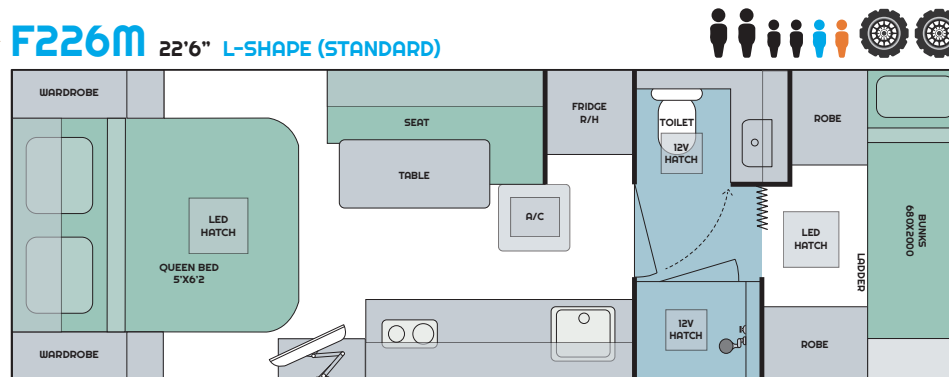 F226M 22'6" L-SHAPE (STANDARD)
WARDROBE
SEAT
TABLE
FRIDGE
R/H
TOILET
12V
HATCH
ROBE
LED
HATCH
QUEEN BED
5'X6'2
A/C
LED
HATCH
LADDER
BUNKS
680X2000
WARDROBE
12V
HATCH
ROBE